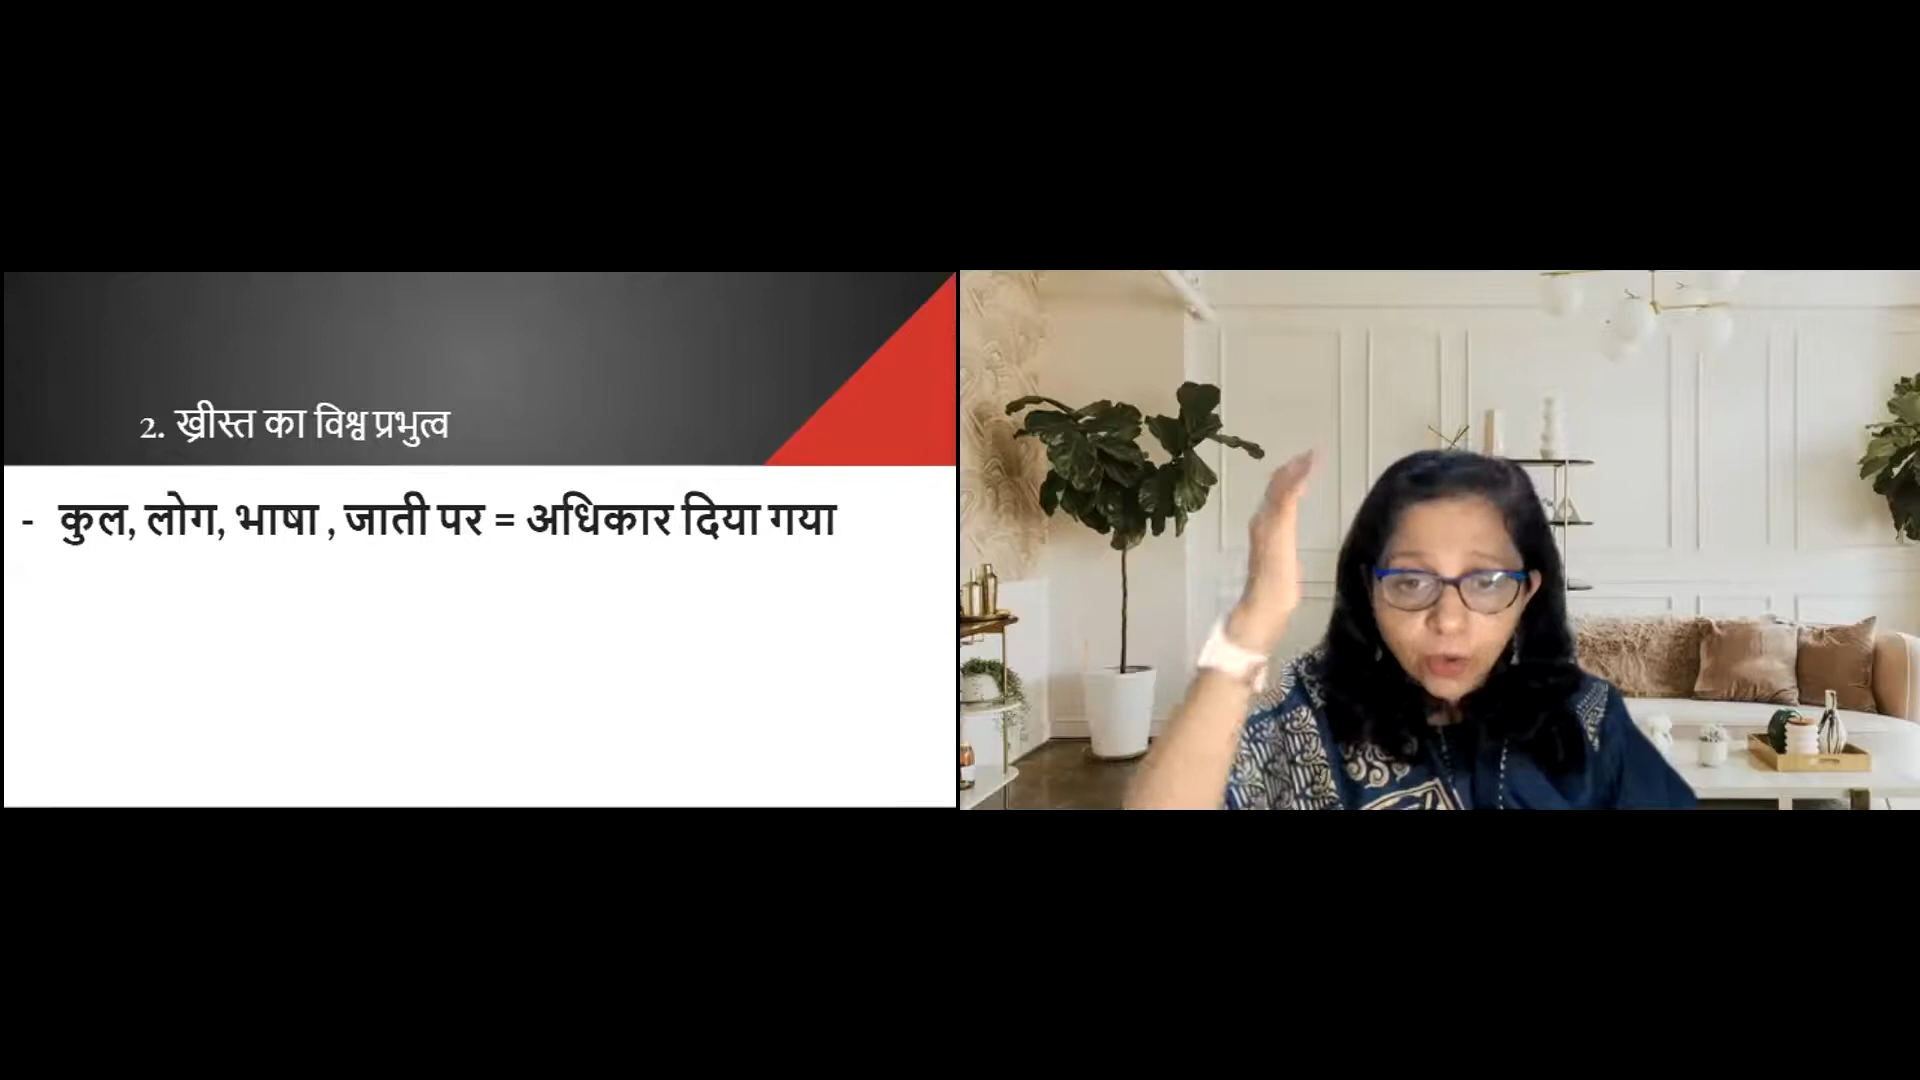 2. ख्रीस्त का विश्व प्रभुत्व
- कुल, लोग, भाषा , जाती पर = अधिकार दिया गया